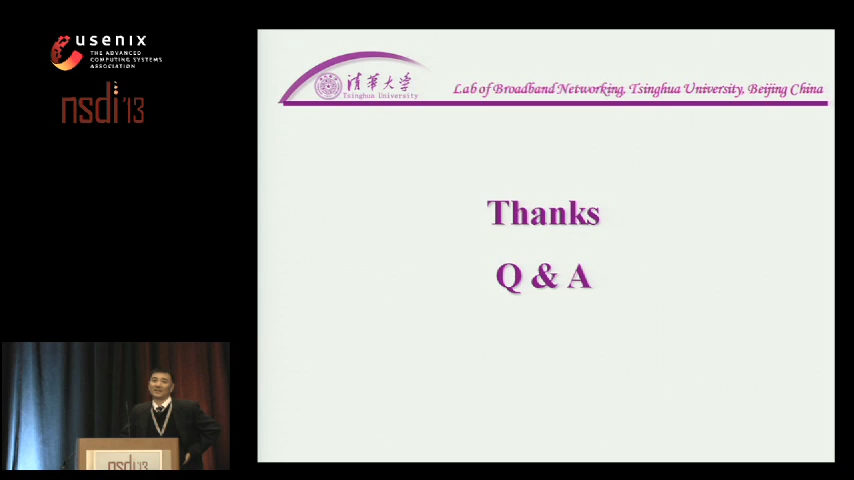 usenix
THE ADVANCED
COMPUTING SYSTEMS
ASSOCIATION
nsdi '13
清華大学
Tsinghua University
Lab of Broadband Networking, Tsinghua University, Beijing China
Thanks
Q & A
nsdi '13